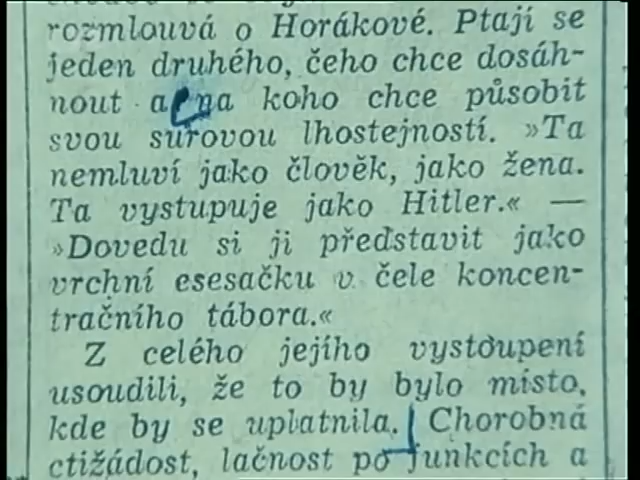 rozmlouvá o Horákové. Ptají se
jeden druhého, čeho chce dosáh-
nout a na koho chce působit
svou surovou lhostejností. »Ta
nemluví jako člověk, jako žena.
Ta vystupuje jako Hitler.« —
»Dovedu si ji představit jako
vrchní esesačku v čele koncen-
tračního tábora.«
Z celého jejího vystoupení
usoudili, že to by bylo místo,
kde by se uplatnila. Chorobná
ctižádost, lačnost po funkcích a